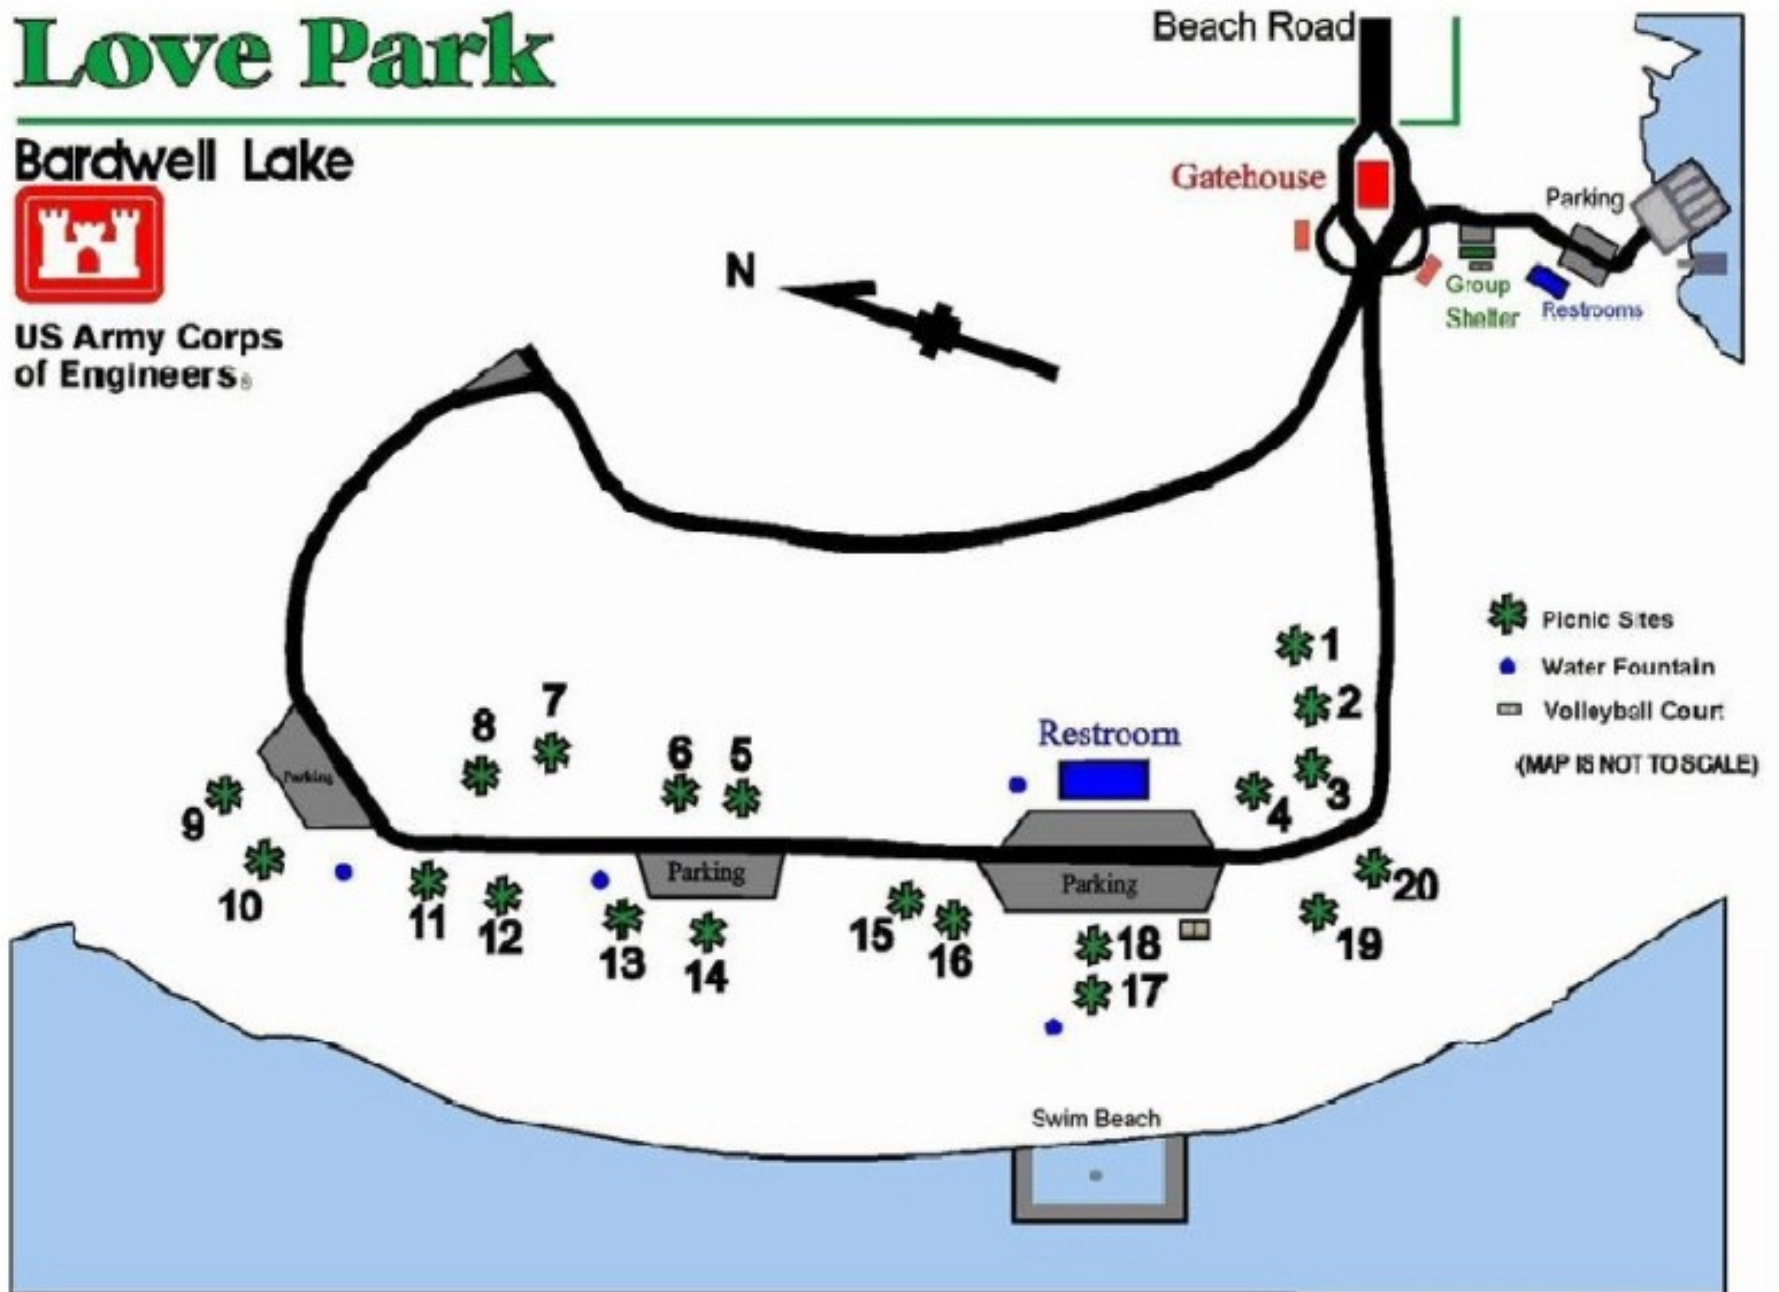 Love Park
Beach Road
Bardwell Lake
US Army Corps
of Engineers®
Gatehouse
Parking
Group
Shelter
Restrooms
N
Picnic Sites
Water Fountain
Volleyball Court
(MAP IS NOT TO SCALE)
1
2
3
4
Restroom
5
6
7
8
Parking
9
10
11
12
13
Parking
14
15
16
Parking
18
17
19
20
Swim Beach